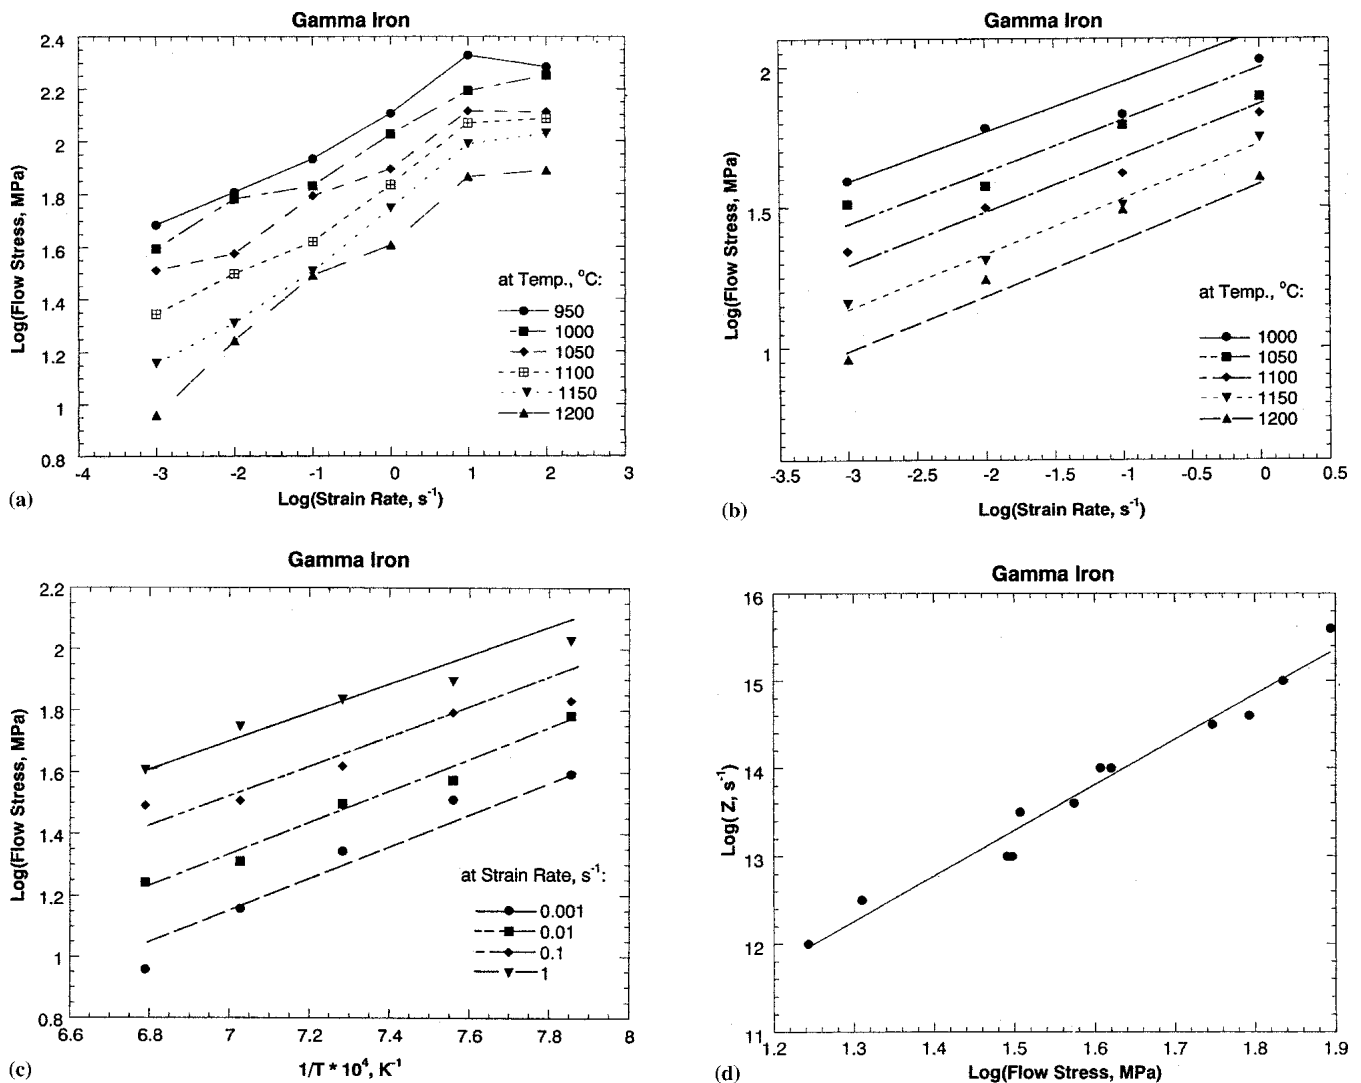 Gamma Iron
2.4
2.2
2
1.8
1.6
1.4
1.2
1
0.8
Log(Flow Stress, MPa)
at Temp., °C:
950
1000
1050
1100
1150
1200
-4 -3 -2 -1 0 1 2 3
Log(Strain Rate, s-1)
(a)
Gamma Iron
2
1.5
1
Log(Flow Stress, MPa)
at Temp., °C:
1000
1050
1100
1150
1200
-3.5 -3 -2.5 -2 -1.5 -1 -0.5 0 0.5
Log(Strain Rate, s-1)
(b)
Gamma Iron
2.2
2
1.8
1.6
1.4
1.2
1
0.8
Log(Flow Stress, MPa)
at Strain Rate, s-1:
0.001
0.01
0.1
1
6.6 6.8 7 7.2 7.4 7.6 7.8 8
1/T * 10⁴, K-1
(c)
Gamma Iron
16
15
14
13
12
11
Log( Z, s-1)
1.2 1.3 1.4 1.5 1.6 1.7 1.8 1.9
Log(Flow Stress, MPa)
(d)